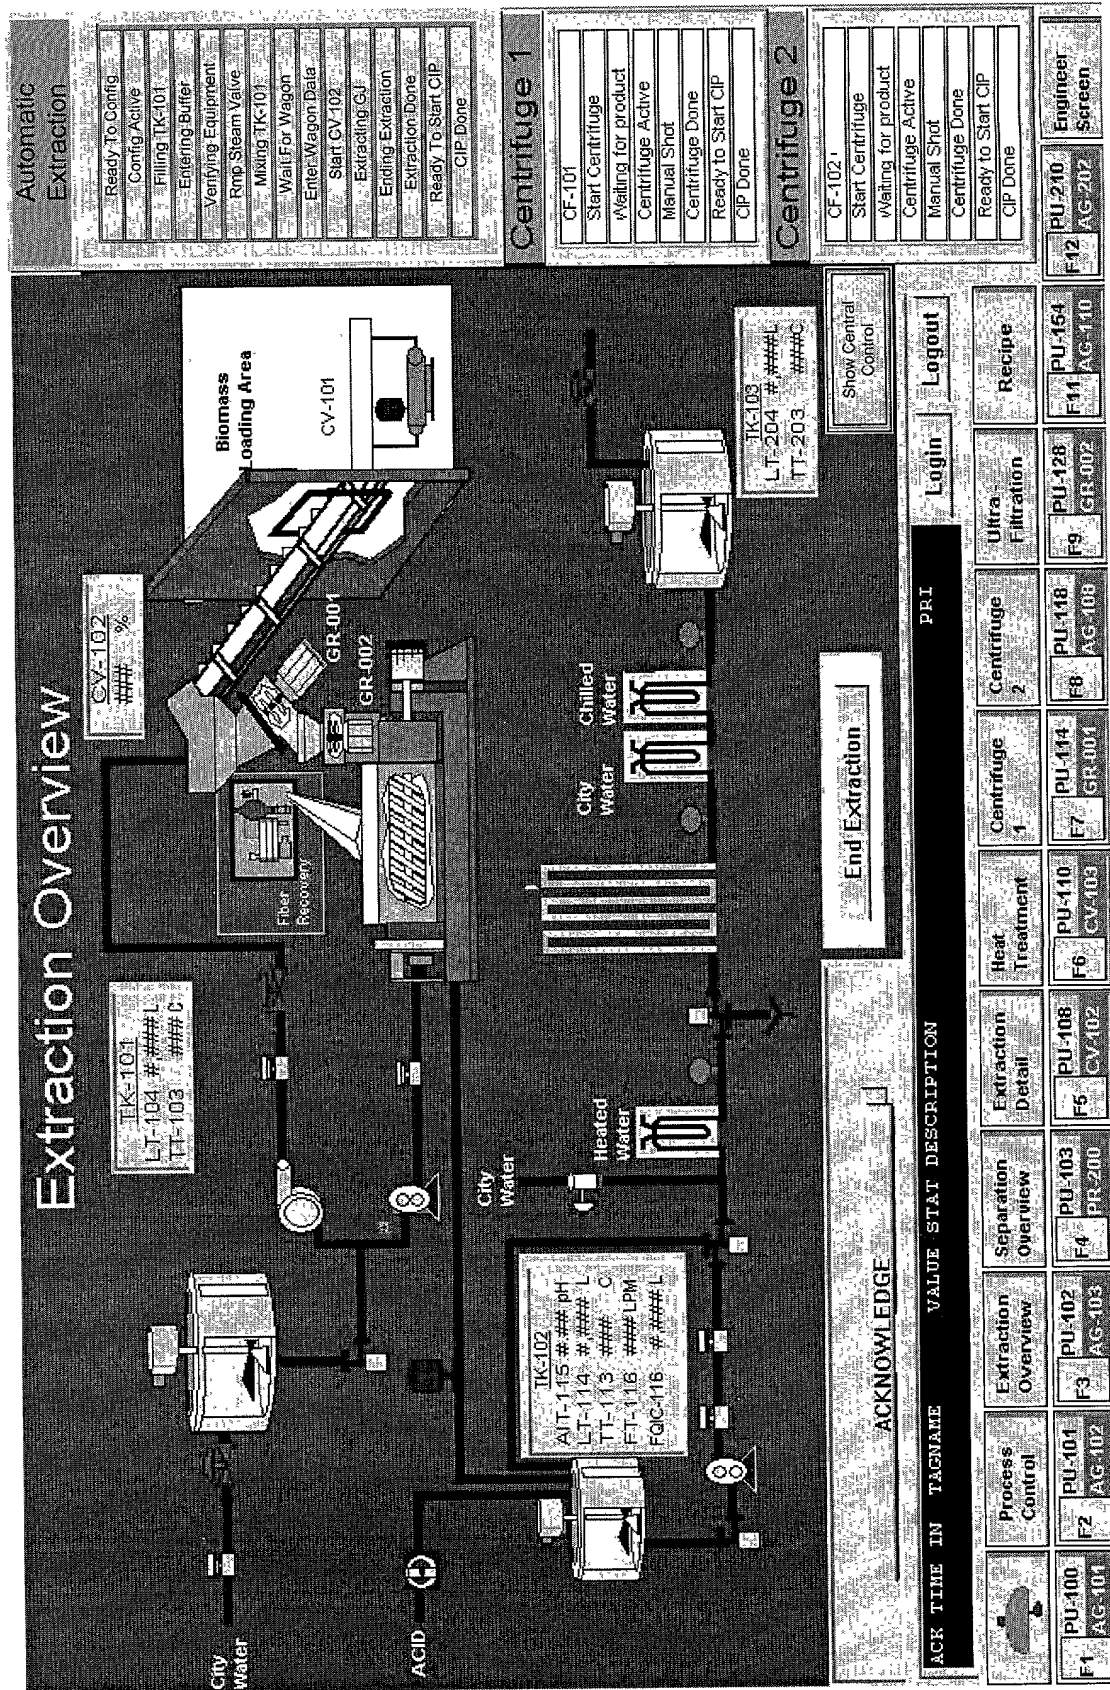 Extraction Overview
Automatic
Extraction
Ready To Config
Config Active
Filling TK-101
Entering Buffer
Verifying Equipment
Rmp Steam Valve
Mixing TK-101
Wait For Wagon
Enter Wagon Data
Start CV-102
Extracting GJ
Ending Extraction
Extraction Done
Ready To Start CIP
CIP Done
Centrifuge 1
CF-101
Start Centrifuge
Waiting for product
Centrifuge Active
Manual Shot
Centrifuge Done
Ready to Start CIP
CIP Done
Centrifuge 2
CF-102
Start Centrifuge
Waiting for product
Centrifuge Active
Manual Shot
Centrifuge Done
Ready to Start CIP
CIP Done
City
Water
TK-101
LT-104 #,### L
TT-103 ### C
CV-102
### %
Biomass
Loading Area
CV-101
GR-001
GR-002
Fiber
Recovery
ACID
TK-102
AIT-115 #.## pH
LT-114 #,### L
TT-113 ### C
FT-116 ### LPM
FQIC-116 #,### L
City
Water
Heated
Water
City
Water
Chilled
Water
TK-103
LT-204 #,### L
TT-203 ### C
Show Central
Control
ACKNOWLEDGE
End Extraction
Login
Logout
ACK TIME IN TAGNAME VALUE STAT DESCRIPTION PRI
Process
Control
Extraction
Overview
Separation
Overview
Extraction
Detail
Heat
Treatment
Centrifuge
1
Centrifuge
2
Ultra -
Filtration
Recipe
F1 PU-100
AG-101
F2 PU-101
AG-102
F3 PU-102
AG-103
F4 PU-103
PR-200
F5 PU-108
CV-102
F6 PU-110
CV-103
F7 PU-114
GR-001
F8 PU-118
AG-108
F9 PU-128
GR-002
F11 PU-154
AG-110
F12 PU-210
AG-202
Engineer
Screen